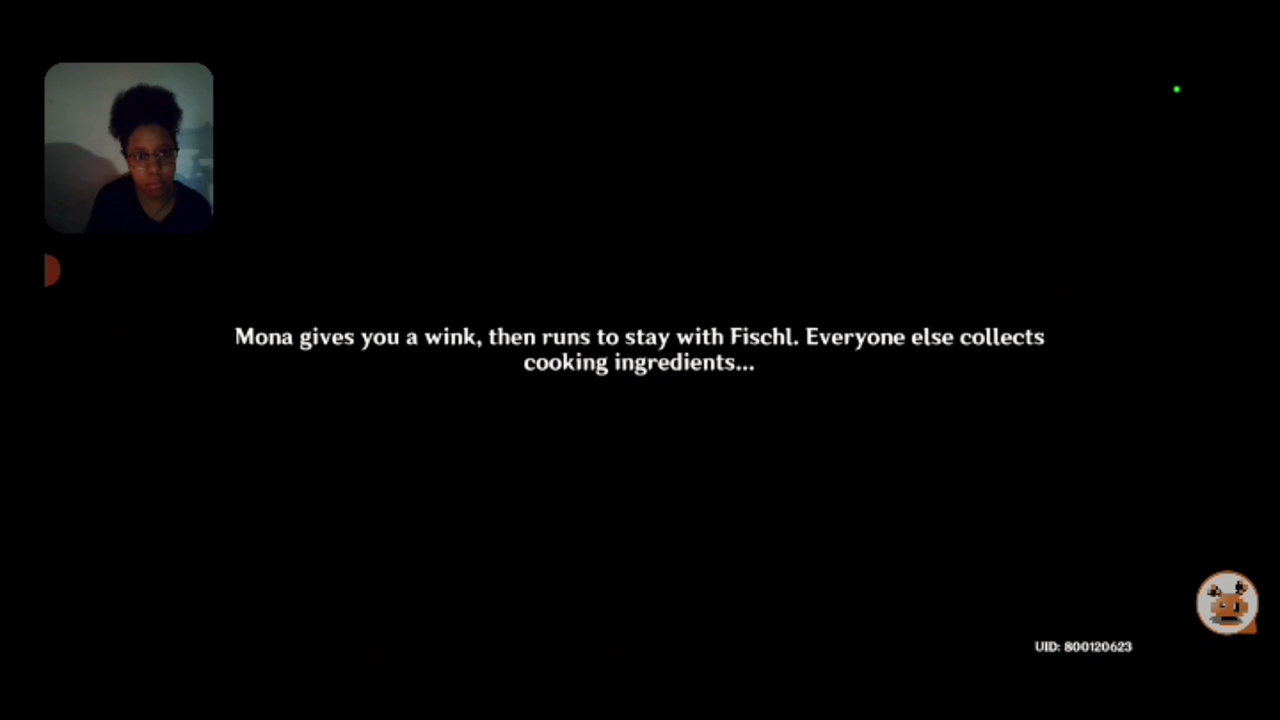 Mona gives you a wink, then runs to stay with Fischl. Everyone else collects
cooking ingredients...
UID: 800120623